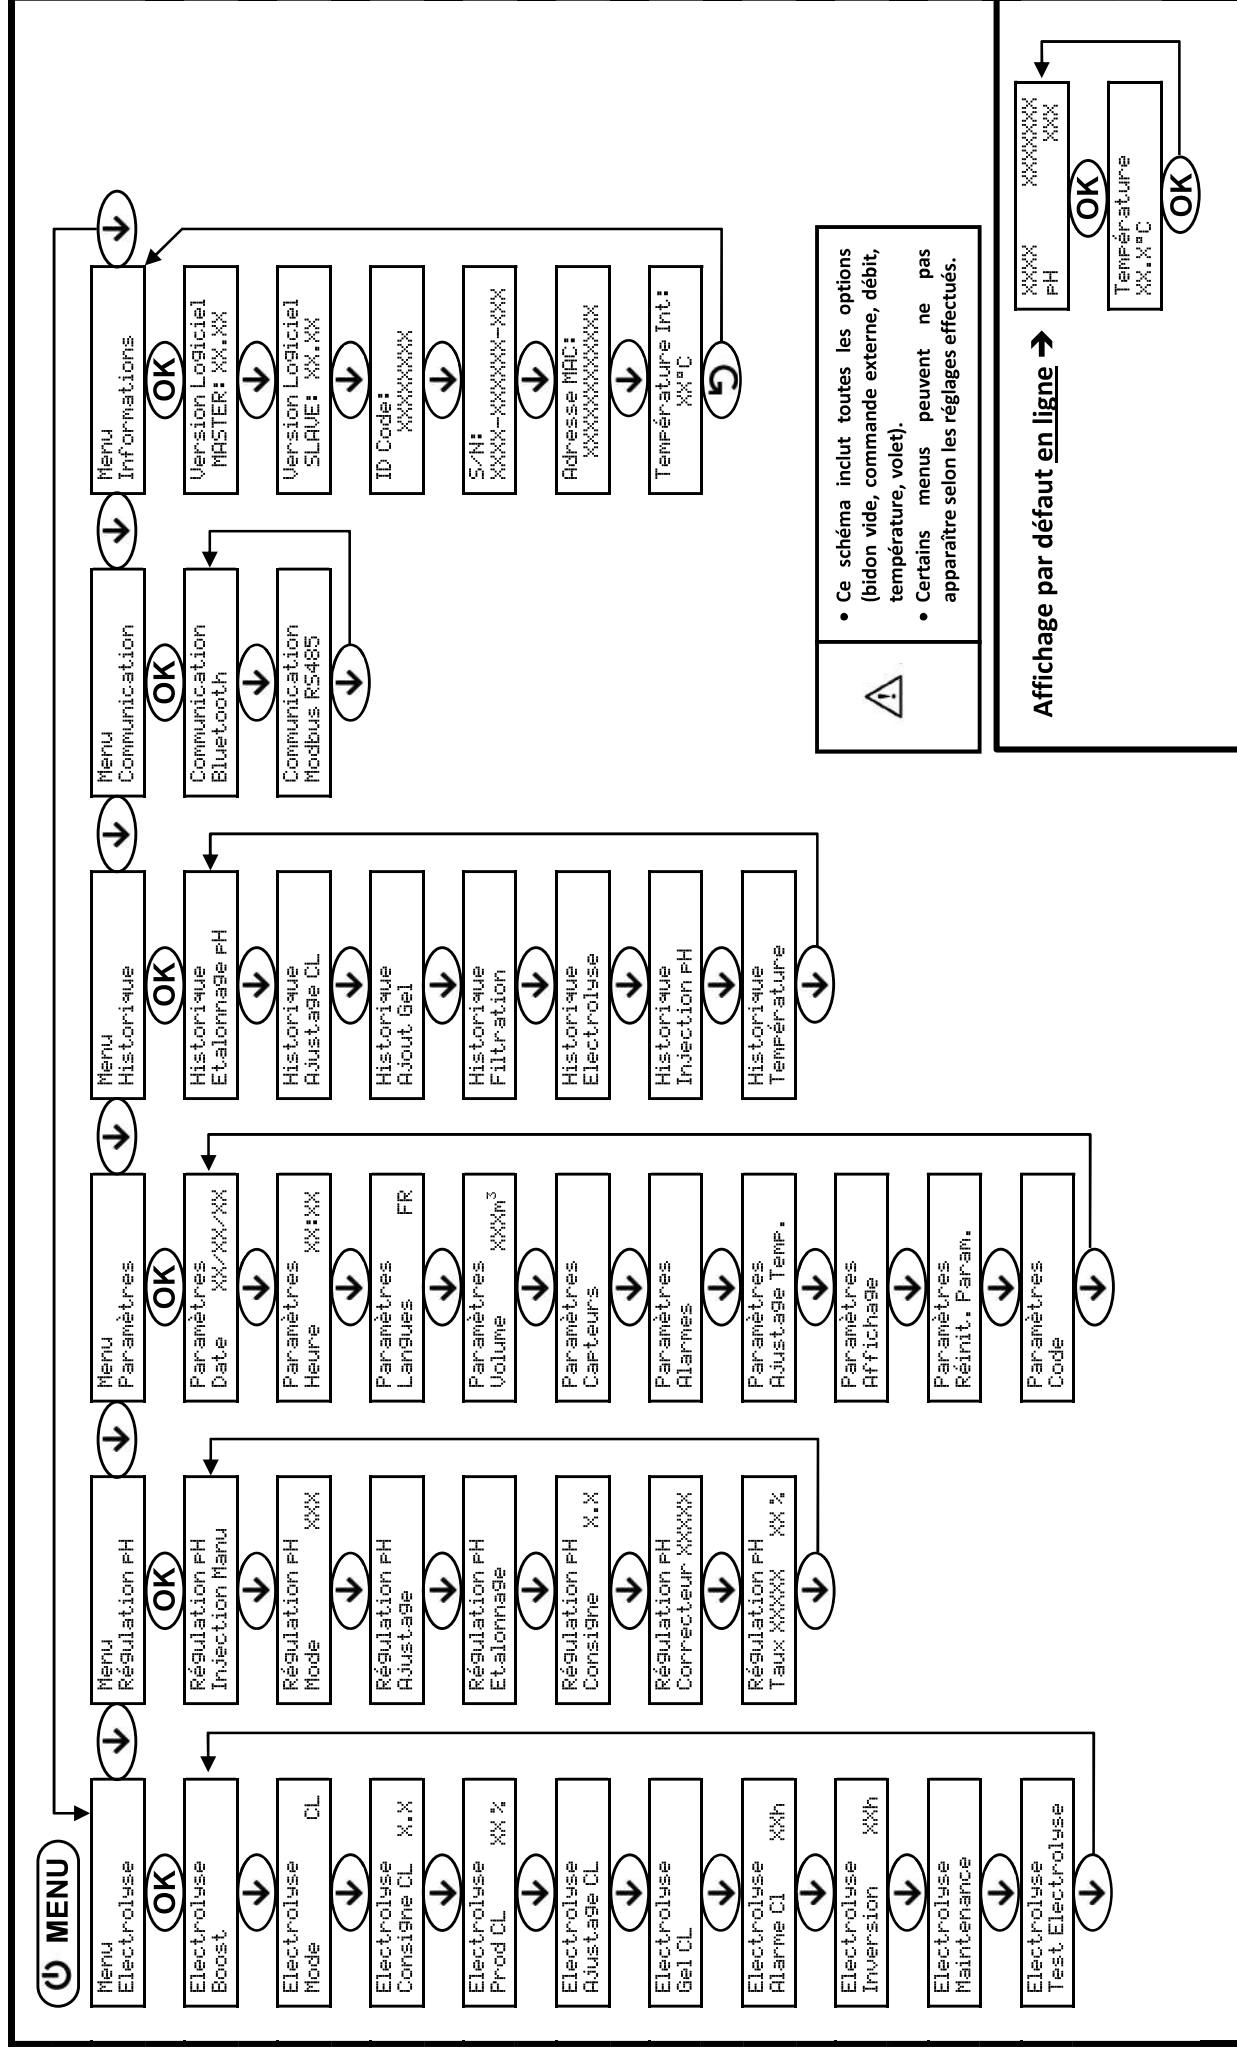 MENU
Menu
Electrolyse
OK
Electrolyse
Boost
Electrolyse
Mode CL
Electrolyse
Consigne CL X.X
Electrolyse
Prod CL XX %
Electrolyse
Ajustage CL
Electrolyse
Gel CL
Electrolyse
Alarme Cl XXh
Electrolyse
Inversion XXh
Electrolyse
Maintenance
Electrolyse
Test Electrolyse
Menu
Régulation pH
OK
Régulation pH
Injection Manu
Régulation pH
Mode XXX
Régulation pH
Ajustage
Régulation pH
Etalonnage
Régulation pH
Consigne X.X
Régulation pH
Correcteur XXXXX
Régulation pH
Taux XXXXX XX %
Menu
Paramètres
OK
Paramètres
Date XX/XX/XX
Paramètres
Heure XX:XX
Paramètres
Langues FR
Paramètres
Volume XXXm³
Paramètres
Capteurs
Paramètres
Alarmes
Paramètres
Ajustage Temp.
Paramètres
Affichage
Paramètres
Réinit. Param.
Paramètres
Code
Menu
Historique
OK
Historique
Etalonnage pH
Historique
Ajustage CL
Historique
Ajout Gel
Historique
Filtration
Historique
Electrolyse
Historique
Injection pH
Historique
Température
Menu
Communication
OK
Communication
Bluetooth
Communication
Modbus RS485
Menu
Informations
OK
Version Logiciel
MASTER: XX.XX
Version Logiciel
SLAVE: XX.XX
ID Code:
XXXXXXXX
S/N:
XXXX-XXXXXX-XXX
Adresse MAC:
XXXXXXXXXXXX
Température Int:
XX°C
• Ce schéma inclut toutes les options
(bidon vide, commande externe, débit,
température, volet).
• Certains menus peuvent ne pas
apparaître selon les réglages effectués.
Affichage par défaut en ligne →
XXXX XXXXXXX
pH XXX
OK
Température
XX.X°C
OK